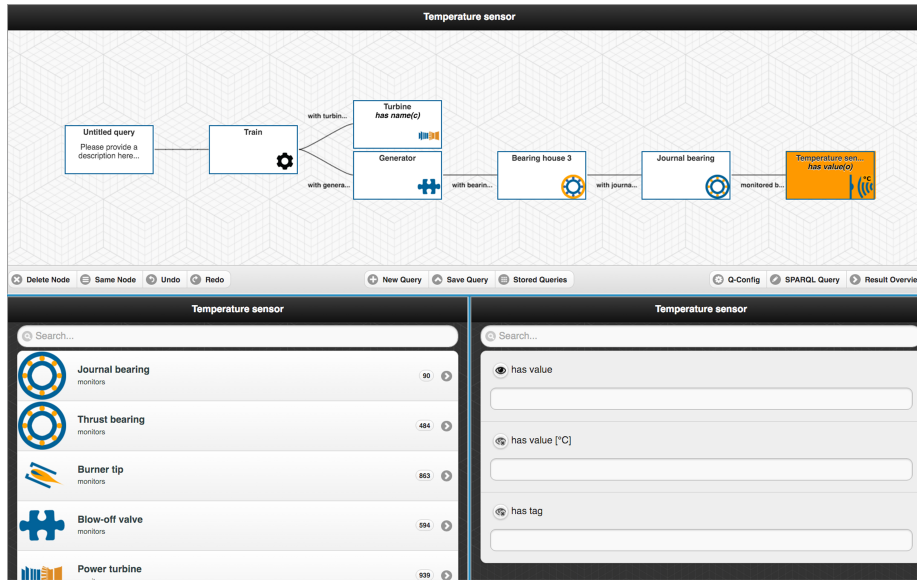 Temperature sensor
Untitled query
Please provide a
description here...
Train
with turbin...
Turbine
has name(c)
with genera...
Generator
with bearin...
Bearing house 3
with journa...
Journal bearing
monitored b...
Temperature sen...
has value(o)
°C
Delete Node
Same Node
Undo
Redo
New Query
Save Query
Stored Queries
Q-Config
SPARQL Query
Result Overvie
Temperature sensor
Search...
Journal bearing
monitors
90
Thrust bearing
monitors
484
Burner tip
monitors
863
Blow-off valve
monitors
594
Power turbine
939
Temperature sensor
Search...
has value
has value [°C]
has tag